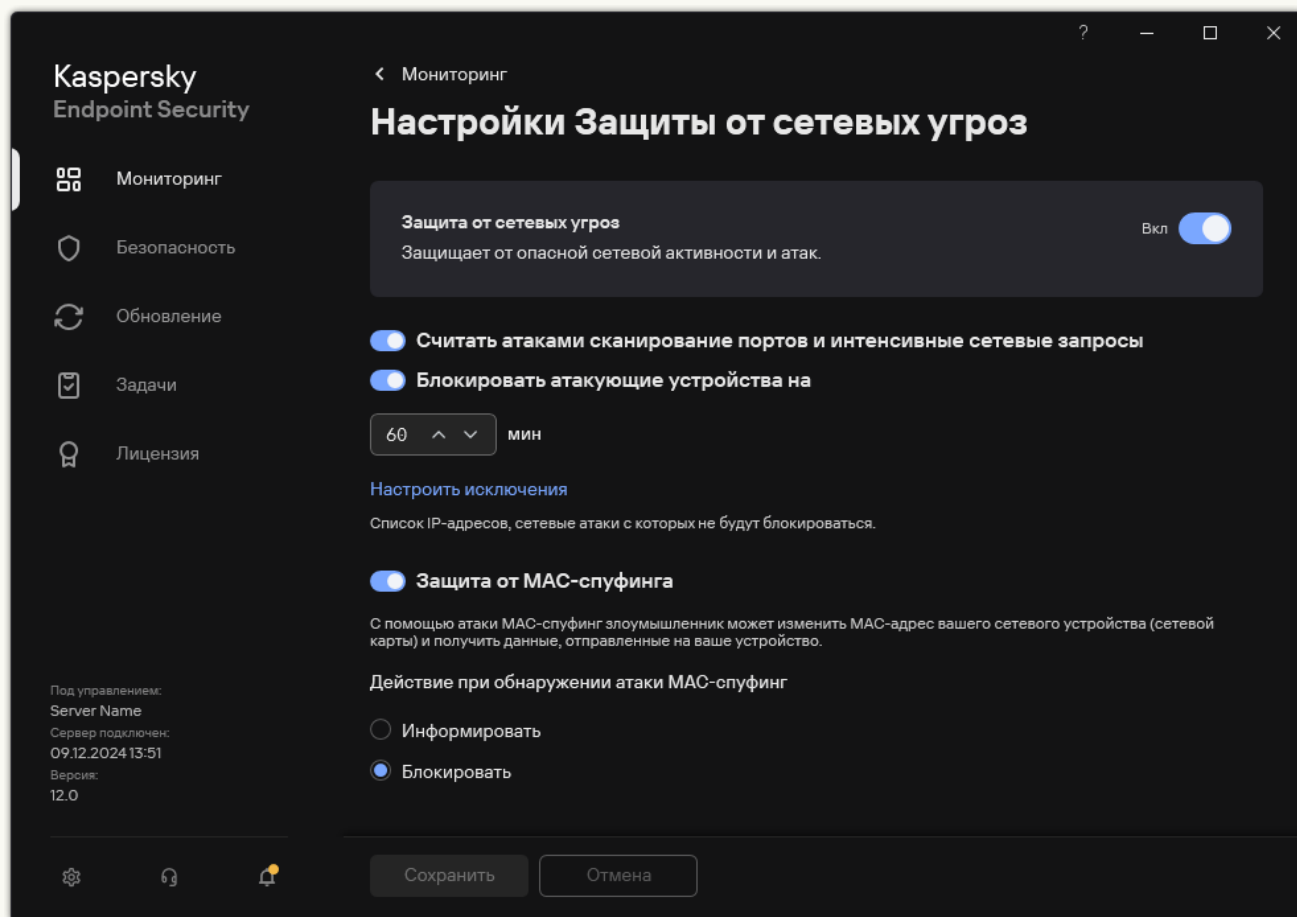 ?
Kaspersky
Endpoint Security
Мониторинг
Безопасность
Обновление
Задачи
Лицензия
Под управлением:
Server Name
Сервер подключен:
09.12.2024 13:51
Версия:
12.0
Мониторинг
Настройки Защиты от сетевых угроз
Защита от сетевых угроз
Защищает от опасной сетевой активности и атак.
Вкл
Считать атаками сканирование портов и интенсивные сетевые запросы
Блокировать атакующие устройства на
60 мин
Настроить исключения
Список IP-адресов, сетевые атаки с которых не будут блокироваться.
Защита от MAC-спуфинга
С помощью атаки MAC-спуфинг злоумышленник может изменить MAC-адрес вашего сетевого устройства (сетевой
карты) и получить данные, отправленные на ваше устройство.
Действие при обнаружении атаки MAC-спуфинг
Информировать
Блокировать
Сохранить
Отмена